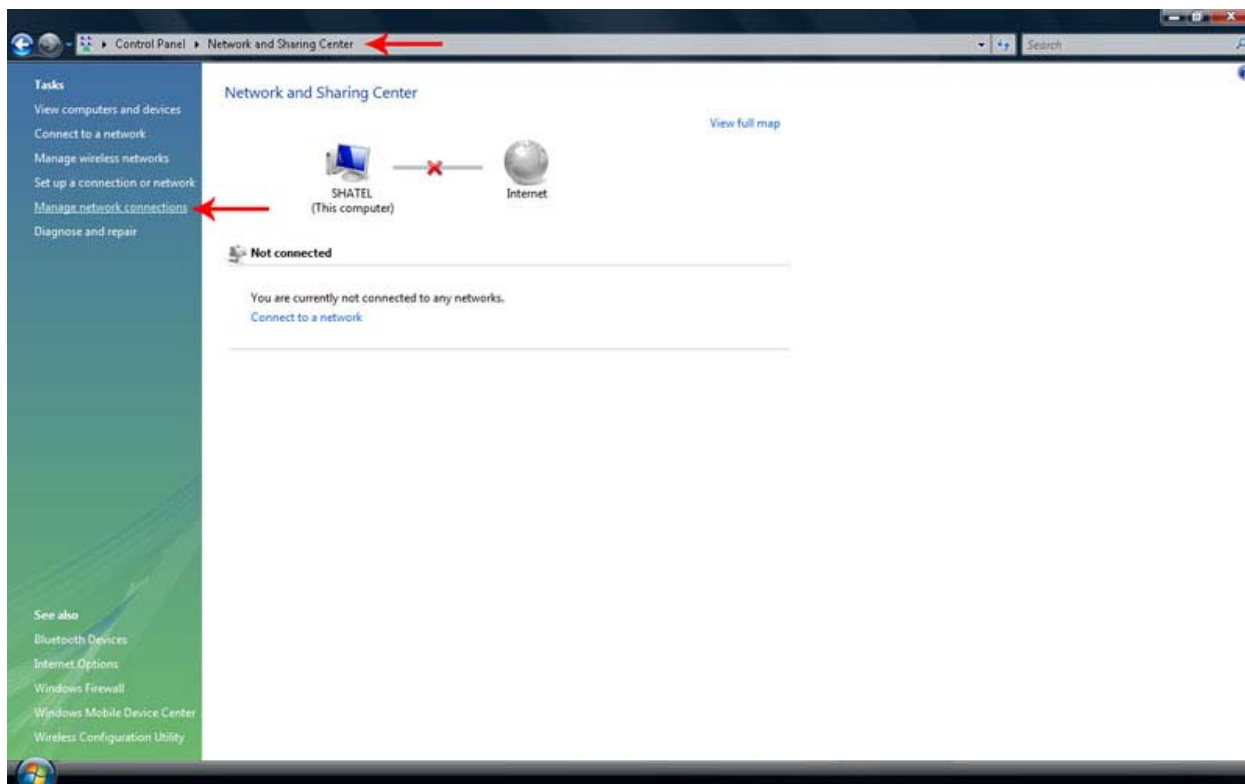 Control Panel
Network and Sharing Center
Search
Tasks
View computers and devices
Connect to a network
Manage wireless networks
Set up a connection or network
Manage network connections
Diagnose and repair
See also
Bluetooth Devices
Internet Options
Windows Firewall
Windows Mobile Device Center
Wireless Configuration Utility
Network and Sharing Center
View full map
SHATEL
(This computer)
Internet
Not connected
You are currently not connected to any networks.
Connect to a network